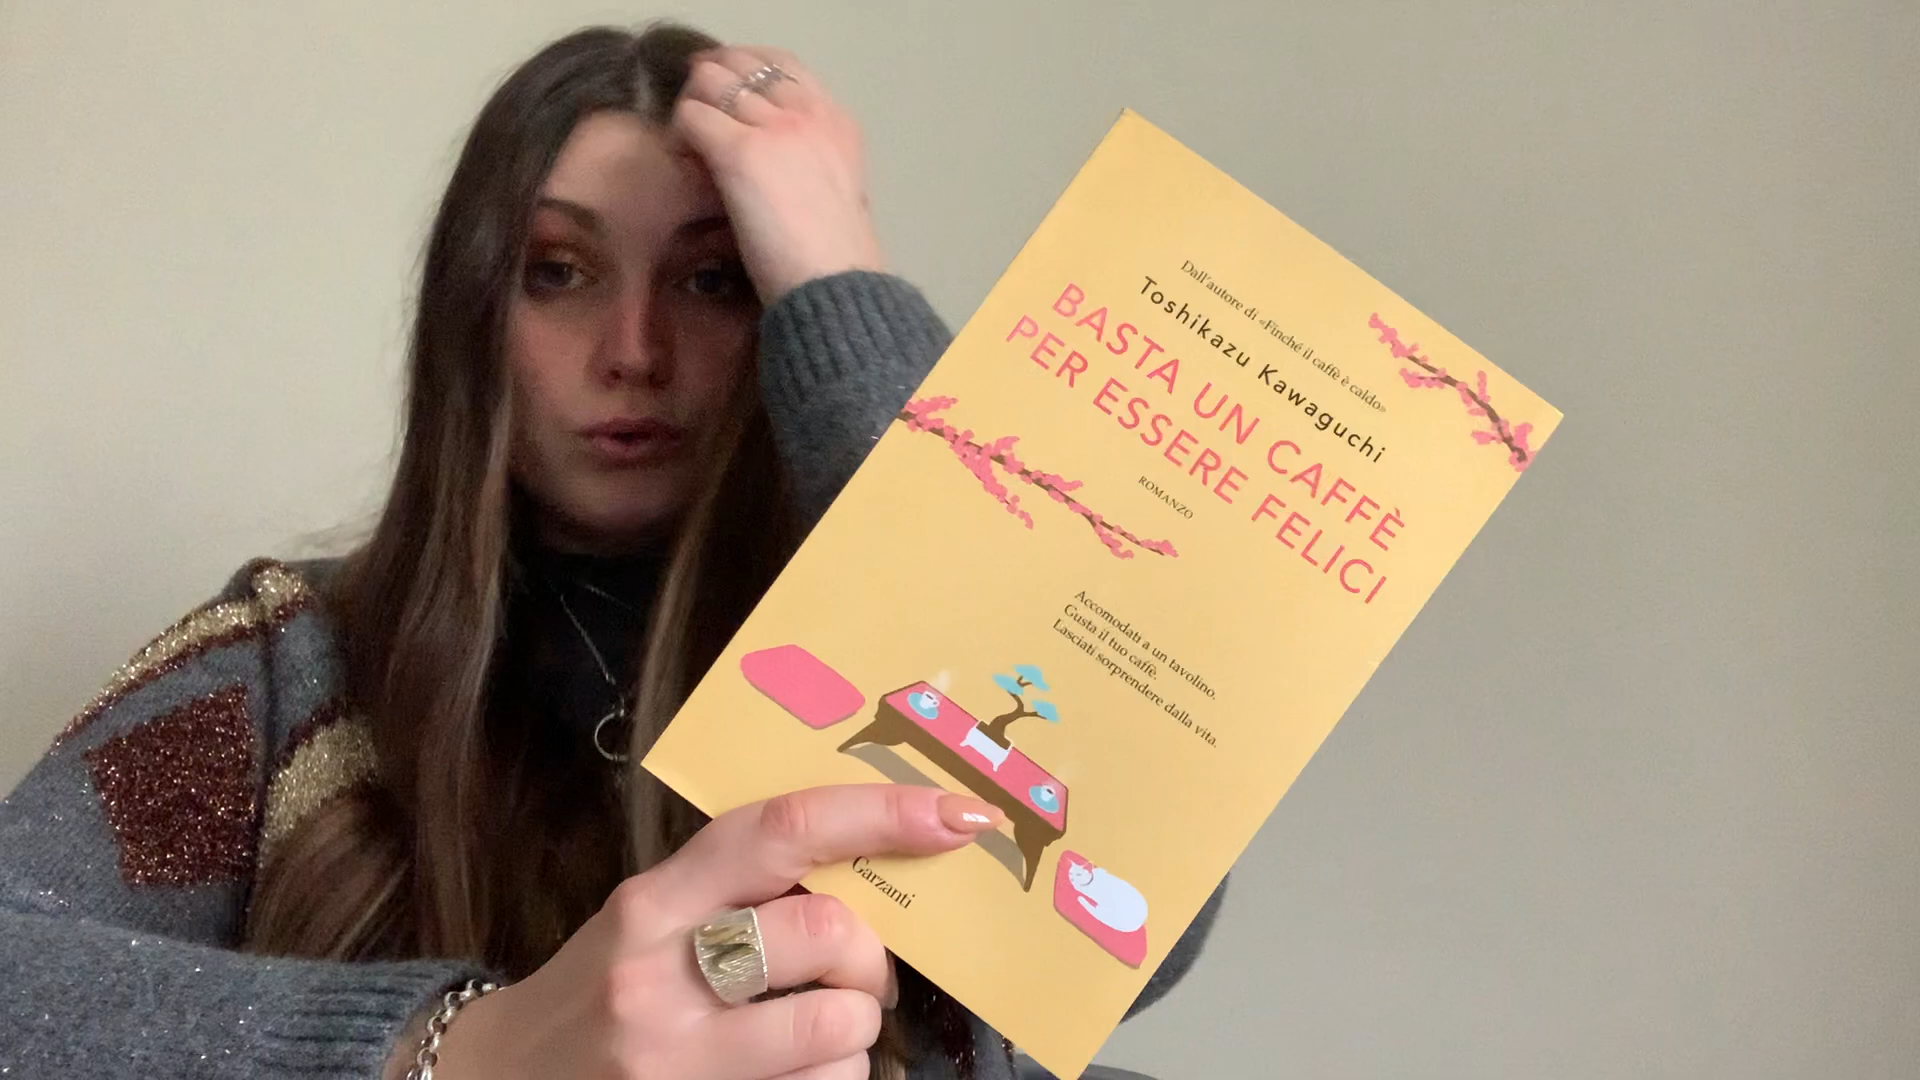 Dall'autore di «Finché il caffè è caldo»
Toshikazu Kawaguchi
BASTA UN CAFFÈ
PER ESSERE FELICI
ROMANZO
Accomodati a un tavolino.
Gusta il tuo caffè.
Lasciati sorprendere dalla vita.
Garzanti